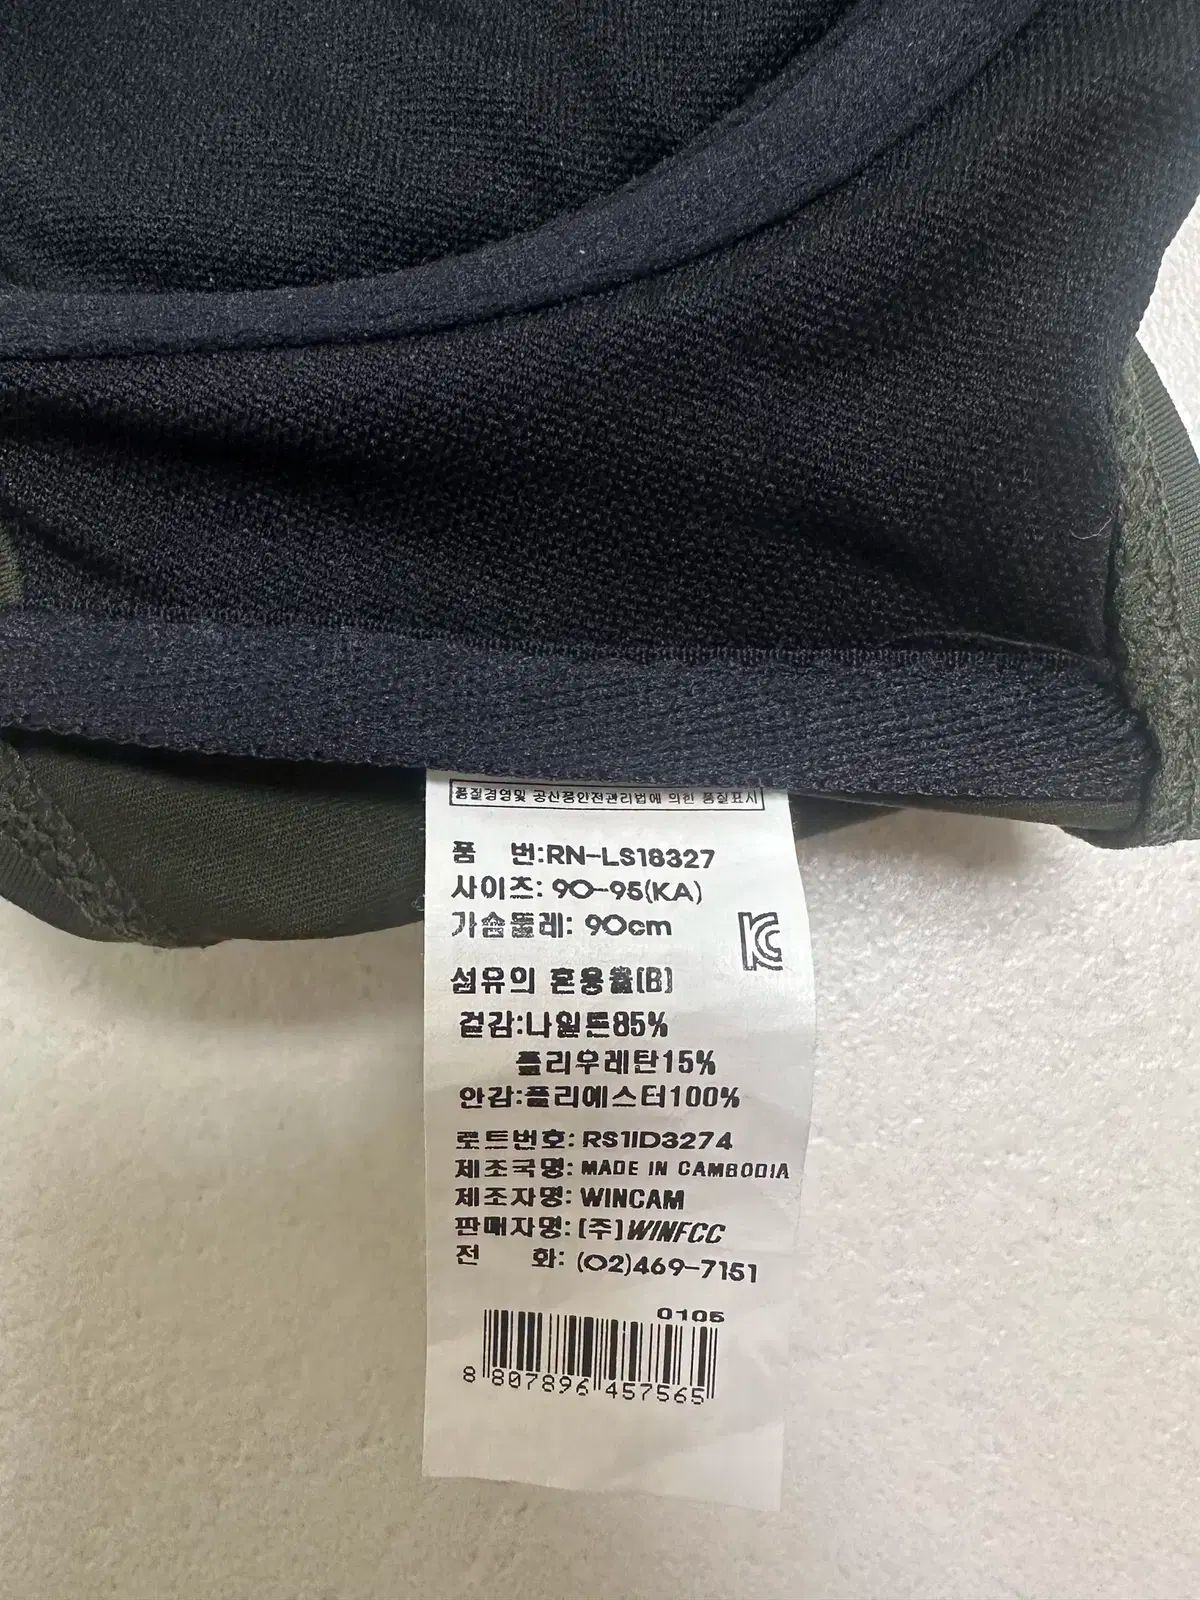 품질경영및 공산품안전관리법에 의한 품질표시
품 번:RN-LS18327
사이즈: 90-95(KA)
가슴둘레: 90cm
섬유의 혼용율(B)
겉감:나일론85%
폴리우레탄15%
안감:폴리에스터100%
로트번호: RS1ID3274
제조국명: MADE IN CAMBODIA
제조자명: WINCAM
판매자명: (주)WINFCC
전 화: (02)469-7151
0105
8 807896 457565